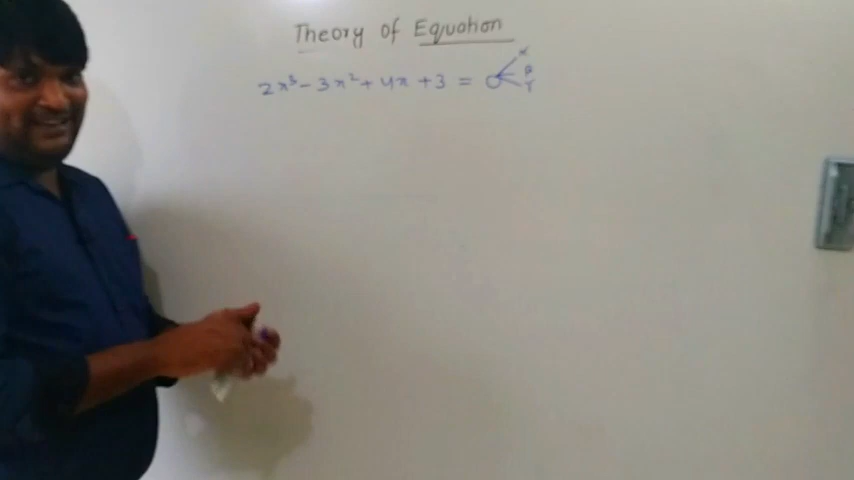 Theory of Equation
2x³ - 3x² + 4x + 3 = 0 α β γ